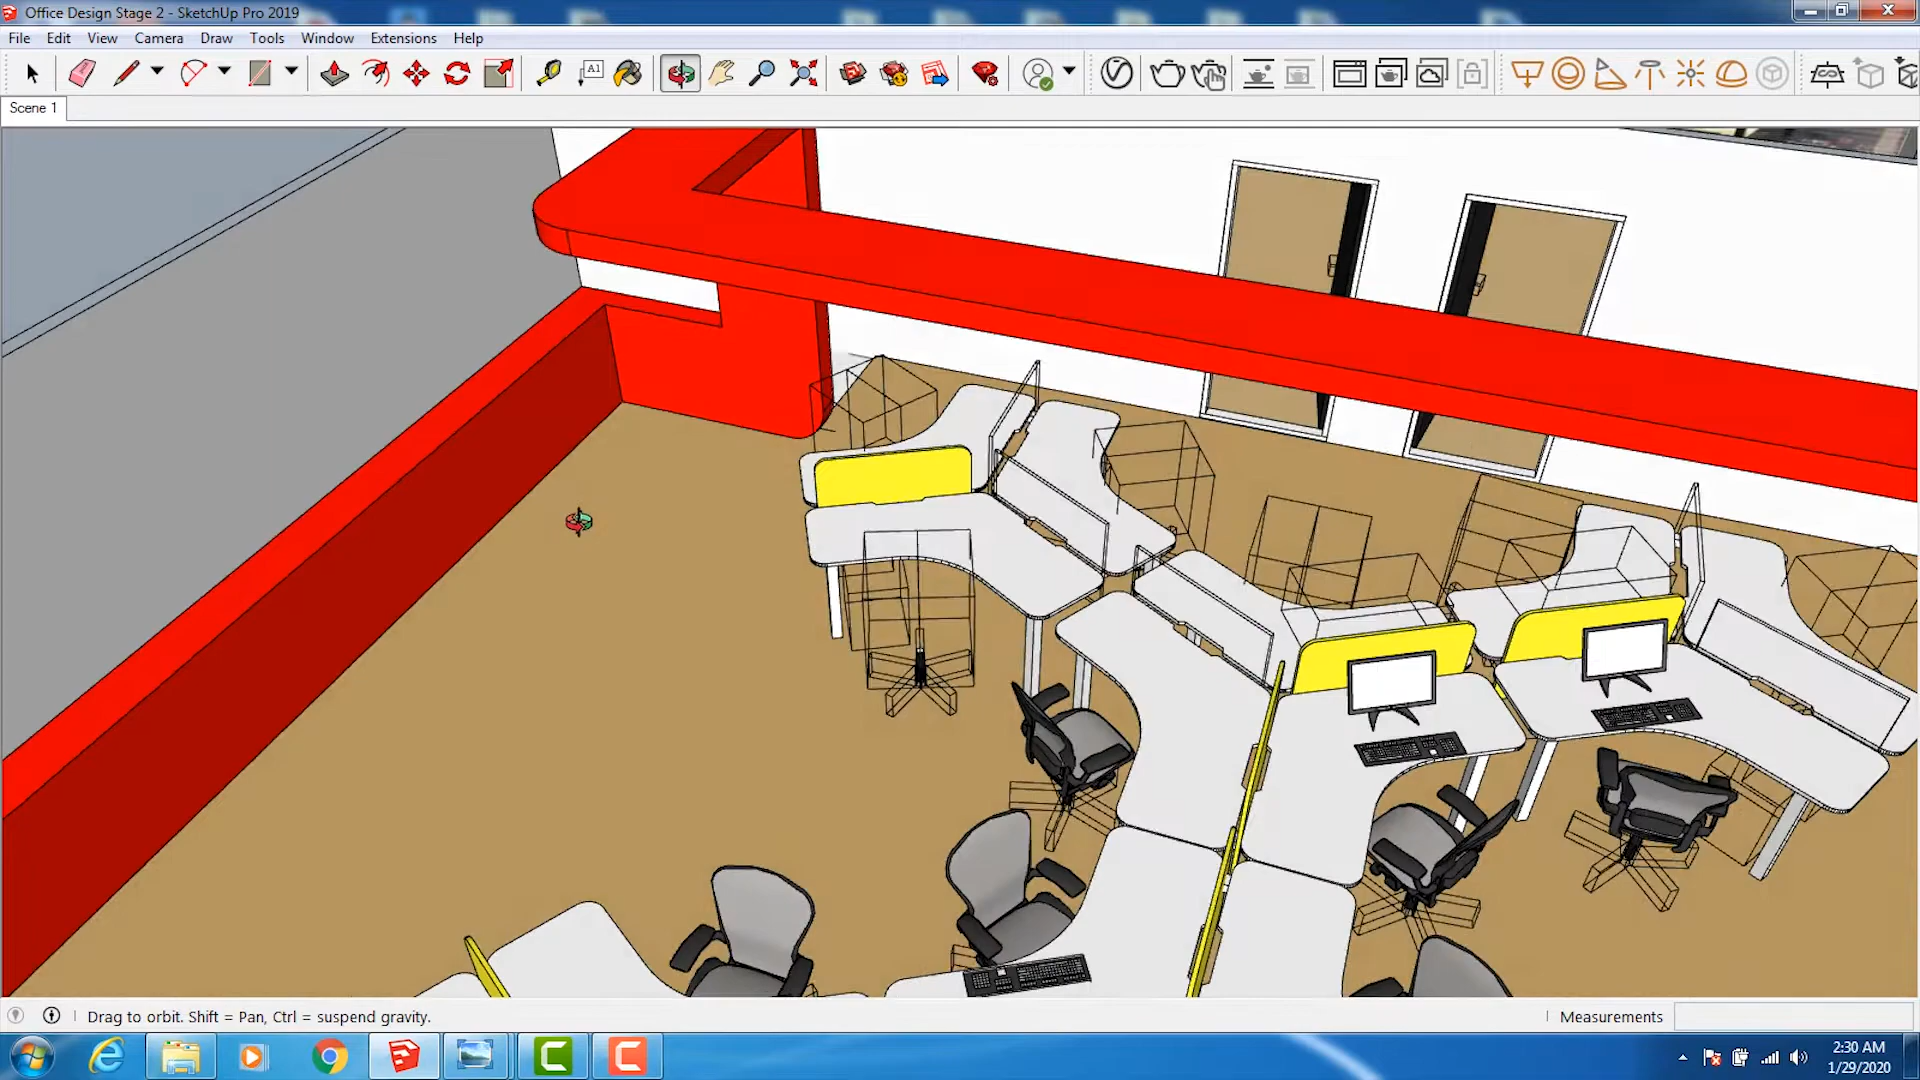 Office Design Stage 2 - SketchUp Pro 2019
File Edit View Camera Draw Tools Window Extensions Help
A1
Scene 1
Drag to orbit. Shift = Pan, Ctrl = suspend gravity.
Measurements
2:30 AM
1/29/2020